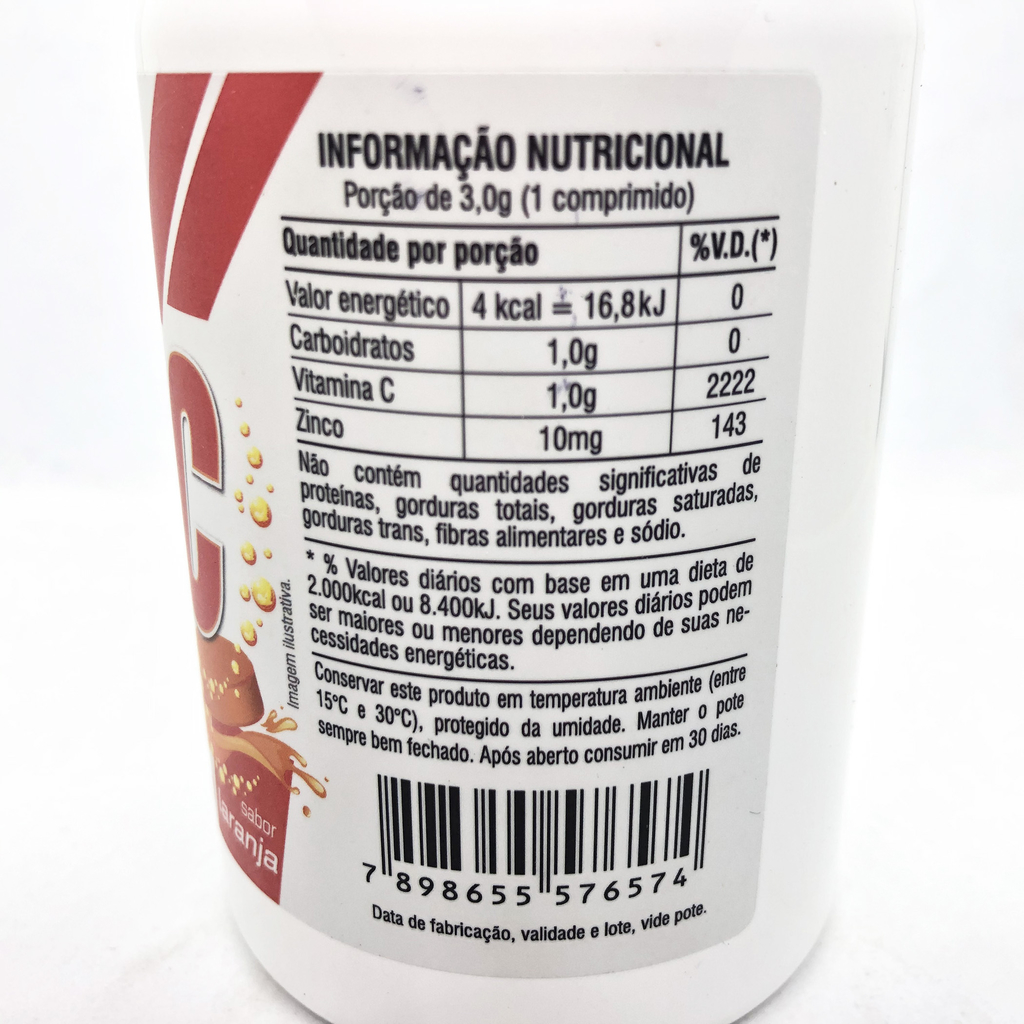 INFORMAÇÃO NUTRICIONAL
Porção de 3,0g (1 comprimido)
Quantidade por porção %V.D.(*)
Valor energético 4 kcal = 16,8kJ 0
Carboidratos 1,0g 0
Vitamina C 1,0g 2222
Zinco 10mg 143
Não contém quantidades significativas de
proteínas, gorduras totais, gorduras saturadas,
gorduras trans, fibras alimentares e sódio.
* % Valores diários com base em uma dieta de
2.000kcal ou 8.400kJ. Seus valores diários podem
ser maiores ou menores dependendo de suas ne-
cessidades energéticas.
Conservar este produto em temperatura ambiente (entre
15°C e 30°C), protegido da umidade. Manter o pote
sempre bem fechado. Após aberto consumir em 30 dias.
7 898655 576574
Data de fabricação, validade e lote, vide pote.
Imagem ilustrativa.
C
sabor
laranja